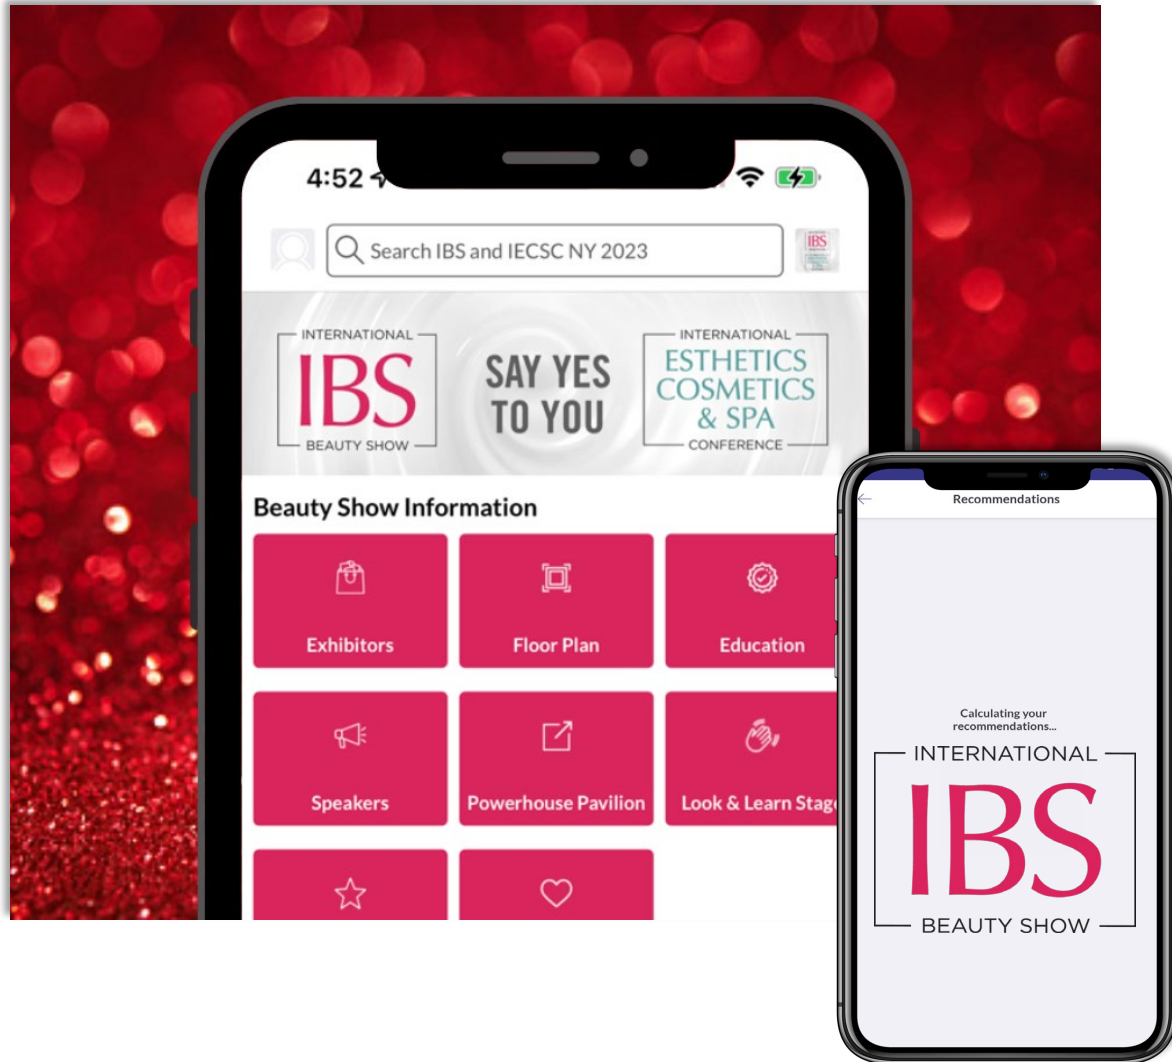 4:52
Search IBS and IECSC NY 2023
IBS
INTERNATIONAL
IBS
BEAUTY SHOW
SAY YES
TO YOU
INTERNATIONAL
ESTHETICS
COSMETICS
& SPA
CONFERENCE
Beauty Show Information
Exhibitors
Floor Plan
Education
Speakers
Powerhouse Pavilion
Look & Learn Stage
Recommendations
Calculating your
recommendations...
INTERNATIONAL
IBS
BEAUTY SHOW